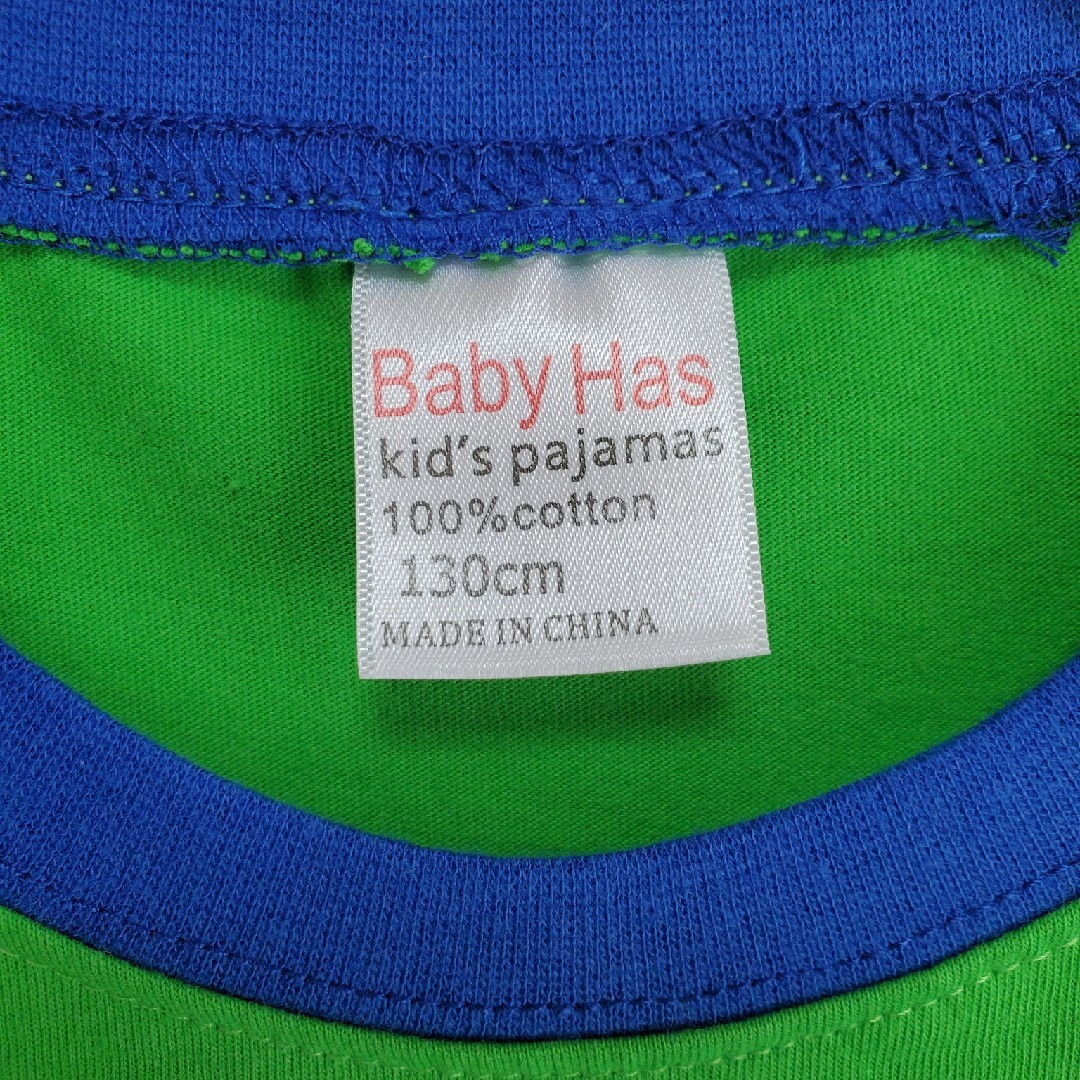 Baby Has
kid's pajamas
100%cotton
130cm
MADE IN CHINA